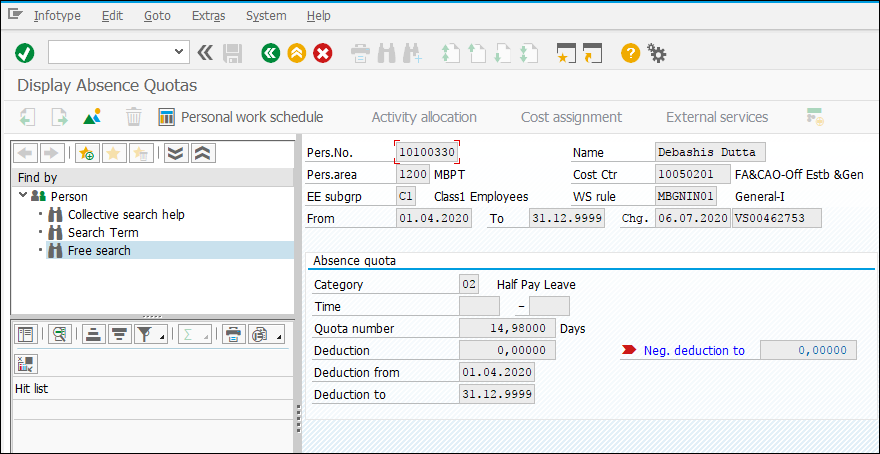 Infotype Edit Goto Extras System Help
Display Absence Quotas
Personal work schedule Activity allocation Cost assignment External services
Find by
Person
Collective search help
Search Term
Free search
Hit list
Pers.No. 10100330 Name Debashis Dutta
Pers.area 1200 MBPT Cost Ctr 10050201 FA&CAO-Off Estb &Gen
EE subgrp C1 Class1 Employees WS rule MBGNIN01 General-I
From 01.04.2020 To 31.12.9999 Chg. 06.07.2020 VS00462753
Absence quota
Category 02 Half Pay Leave
Time –
Quota number 14,98000 Days
Deduction 0,00000 Neg. deduction to 0,00000
Deduction from 01.04.2020
Deduction to 31.12.9999